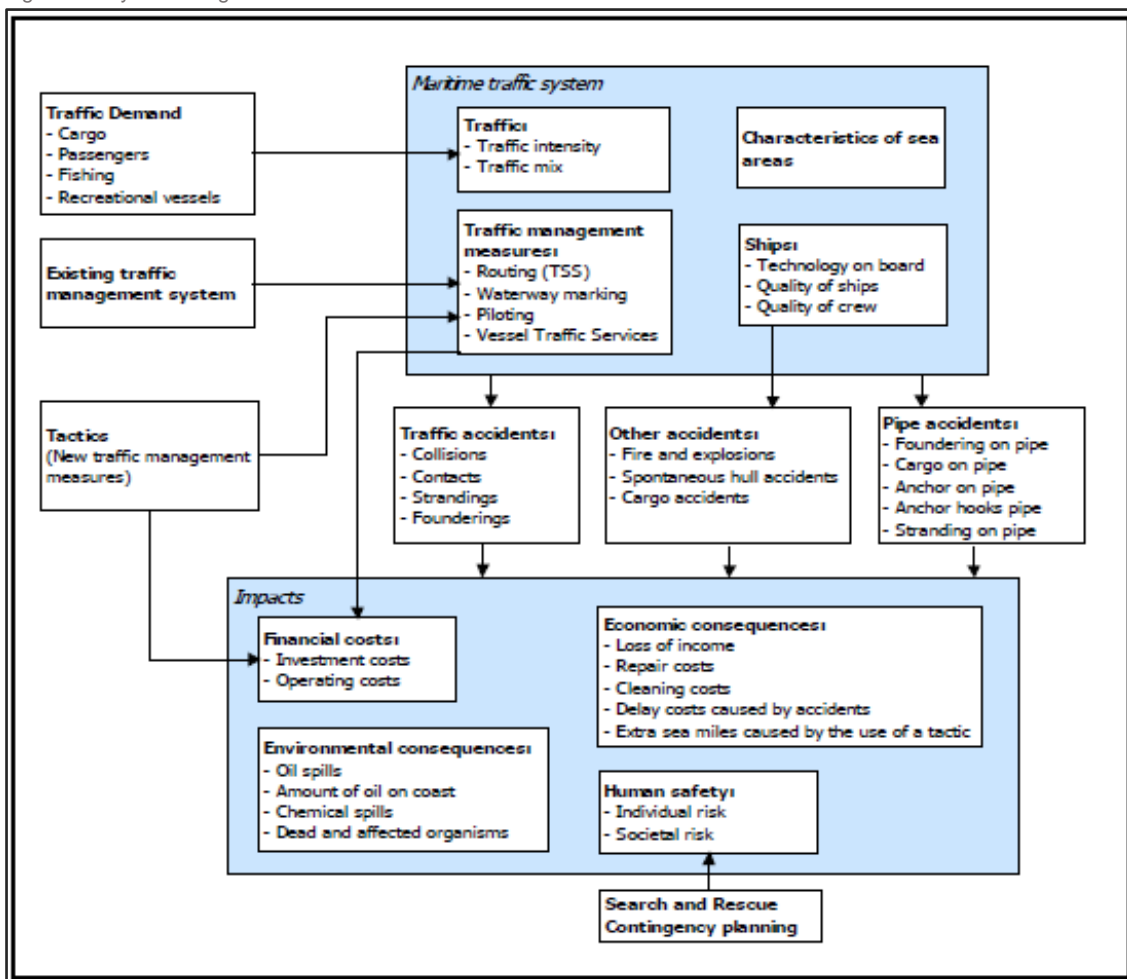 Maritime traffic system
Traffic Demand
- Cargo
- Passengers
- Fishing
- Recreational vessels
Traffic:
- Traffic intensity
- Traffic mix
Characteristics of sea
areas
Existing traffic
management system
Traffic management
measures:
- Routing (TSS)
- Waterway marking
- Piloting
- Vessel Traffic Services
Ships:
- Technology on board
- Quality of ships
- Quality of crew
Tactics
(New traffic management
measures)
Traffic accidents:
- Collisions
- Contacts
- Strandings
- Founderings
Other accidents:
- Fire and explosions
- Spontaneous hull accidents
- Cargo accidents
Pipe accidents:
- Foundering on pipe
- Cargo on pipe
- Anchor on pipe
- Anchor hooks pipe
- Stranding on pipe
Impacts
Financial costs:
- Investment costs
- Operating costs
Economic consequences:
- Loss of income
- Repair costs
- Cleaning costs
- Delay costs caused by accidents
- Extra sea miles caused by the use of a tactic
Environmental consequences:
- Oil spills
- Amount of oil on coast
- Chemical spills
- Dead and affected organisms
Human safety:
- Individual risk
- Societal risk
Search and Rescue
Contingency planning